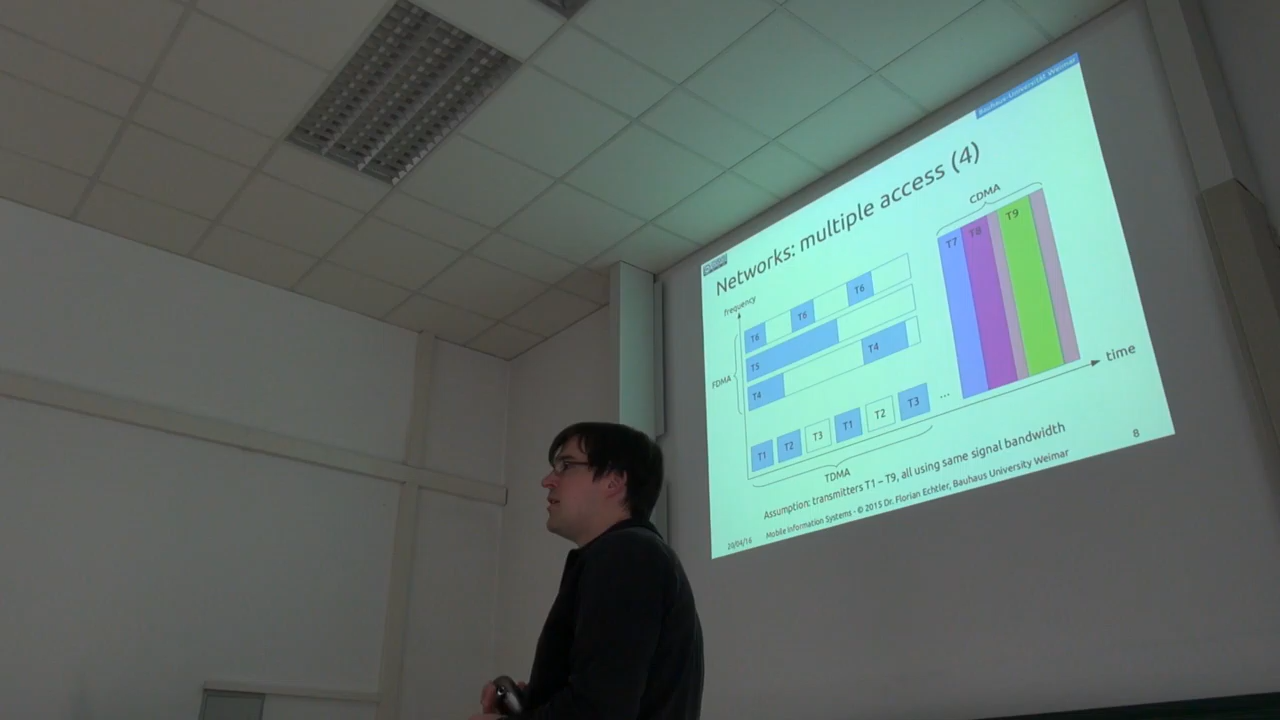 Bauhaus-Universität Weimar
Networks: multiple access (4)
frequency
CDMA
T7 T8 T9
T6 T6 T6
T5
FDMA
T4 T4
time
T1 T2 T3 T1 T2 T3 ...
TDMA
Assumption: transmitters T1 – T9, all using same signal bandwidth
20/04/16 Mobile Information Systems - © 2015 Dr. Florian Echtler, Bauhaus University Weimar 8